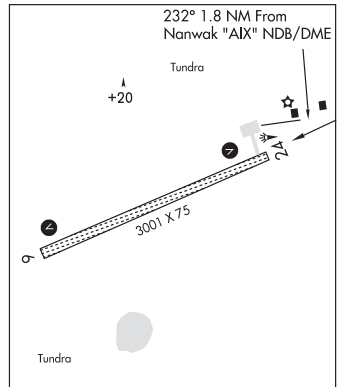 232° 1.8 NM From
Nanwak "AIX" NDB/DME
Tundra
+20
V
24
V
3001 X 75
6
Tundra